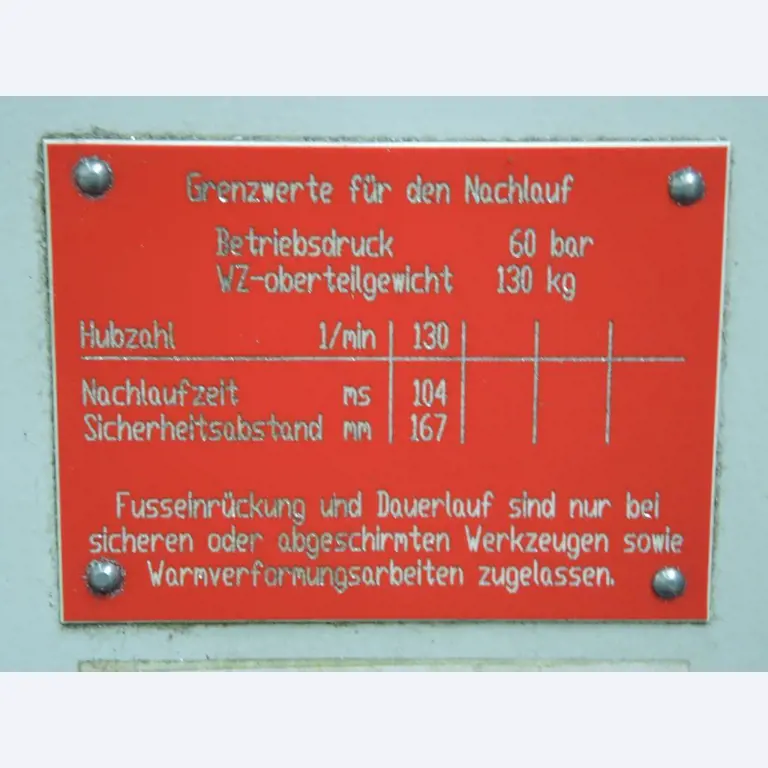 Grenzwerte für den Nachlauf
Betriebsdruck 60 bar
WZ-oberteilgewicht 130 kg
Hubzahl 1/min 130
Nachlaufzeit ms 104
Sicherheitsabstand mm 167
Fusseinrückung und Dauerlauf sind nur bei
sicheren oder abgeschirmten Werkzeugen sowie
Warmverformungsarbeiten zugelassen.